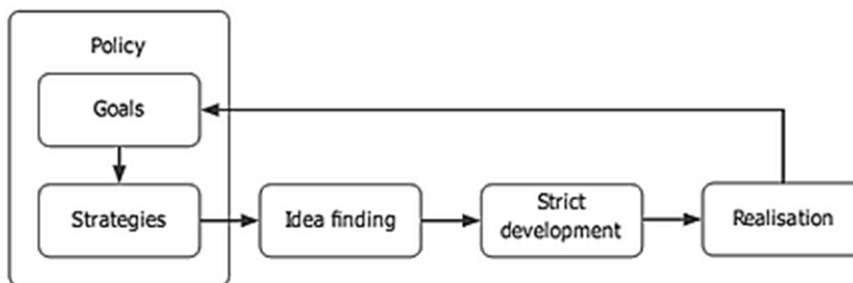 Policy
Goals
Strategies
Idea finding
Strict
development
Realisation